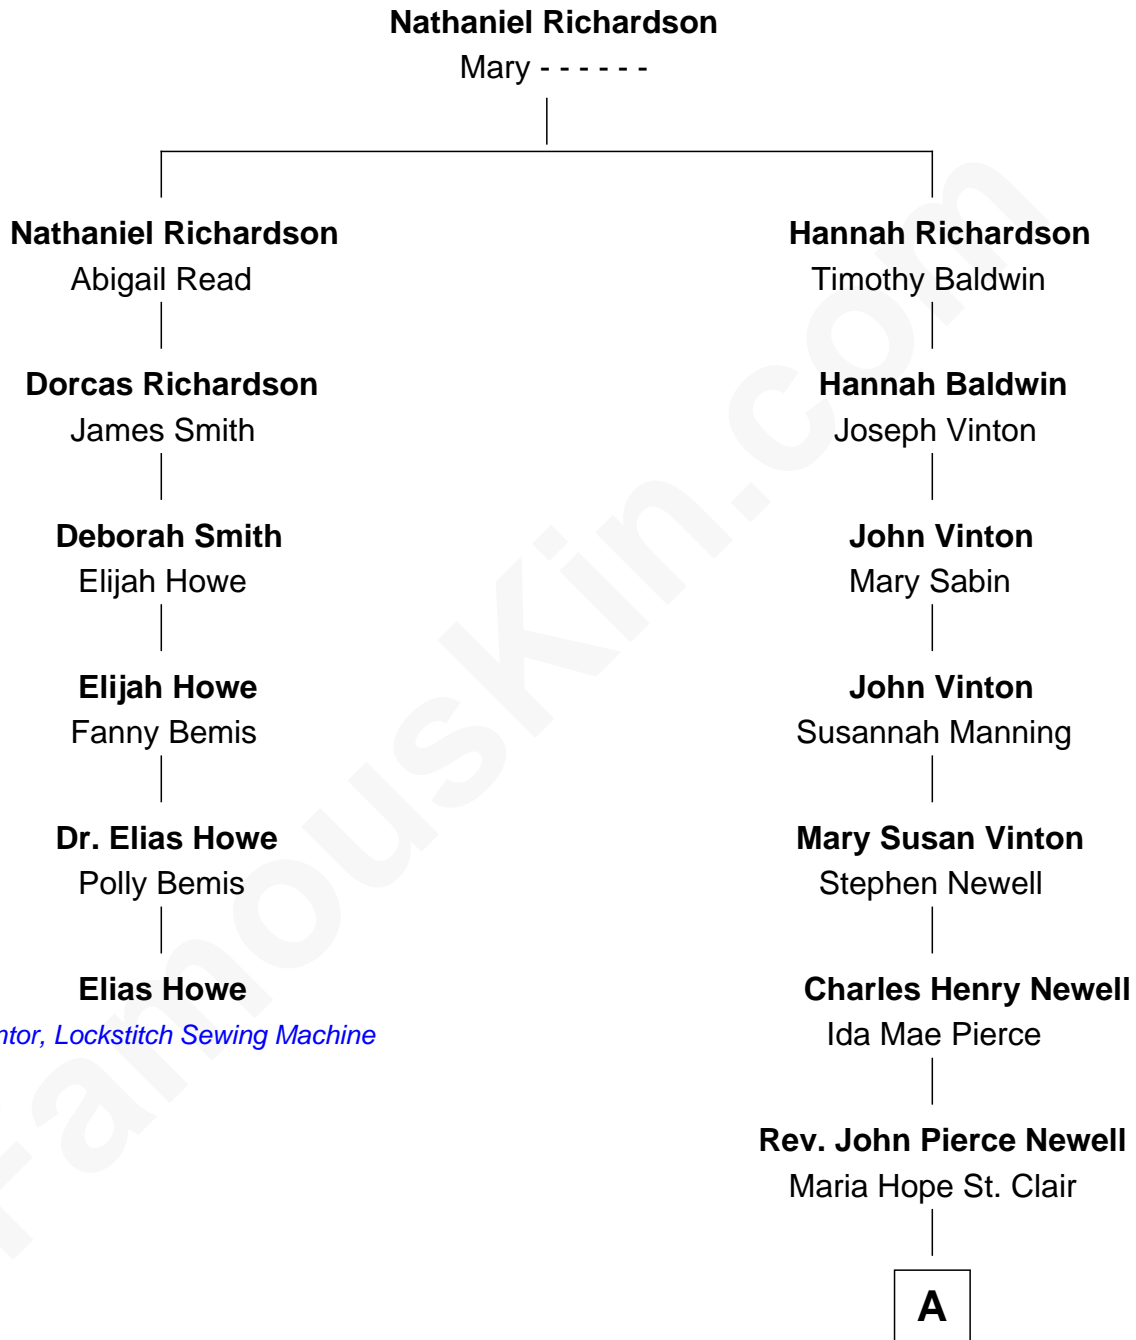 Nathaniel Richardson
Mary - - - - - -
Nathaniel Richardson
Abigail Read
Hannah Richardson
Timothy Baldwin
Dorcas Richardson
James Smith
Hannah Baldwin
Joseph Vinton
Deborah Smith
Elijah Howe
John Vinton
Mary Sabin
Elijah Howe
Fanny Bemis
John Vinton
Susannah Manning
Dr. Elias Howe
Polly Bemis
Mary Susan Vinton
Stephen Newell
Elias Howe
ntor, Lockstitch Sewing Machine
Charles Henry Newell
Ida Mae Pierce
Rev. John Pierce Newell
Maria Hope St. Clair
A
FamousKin.com